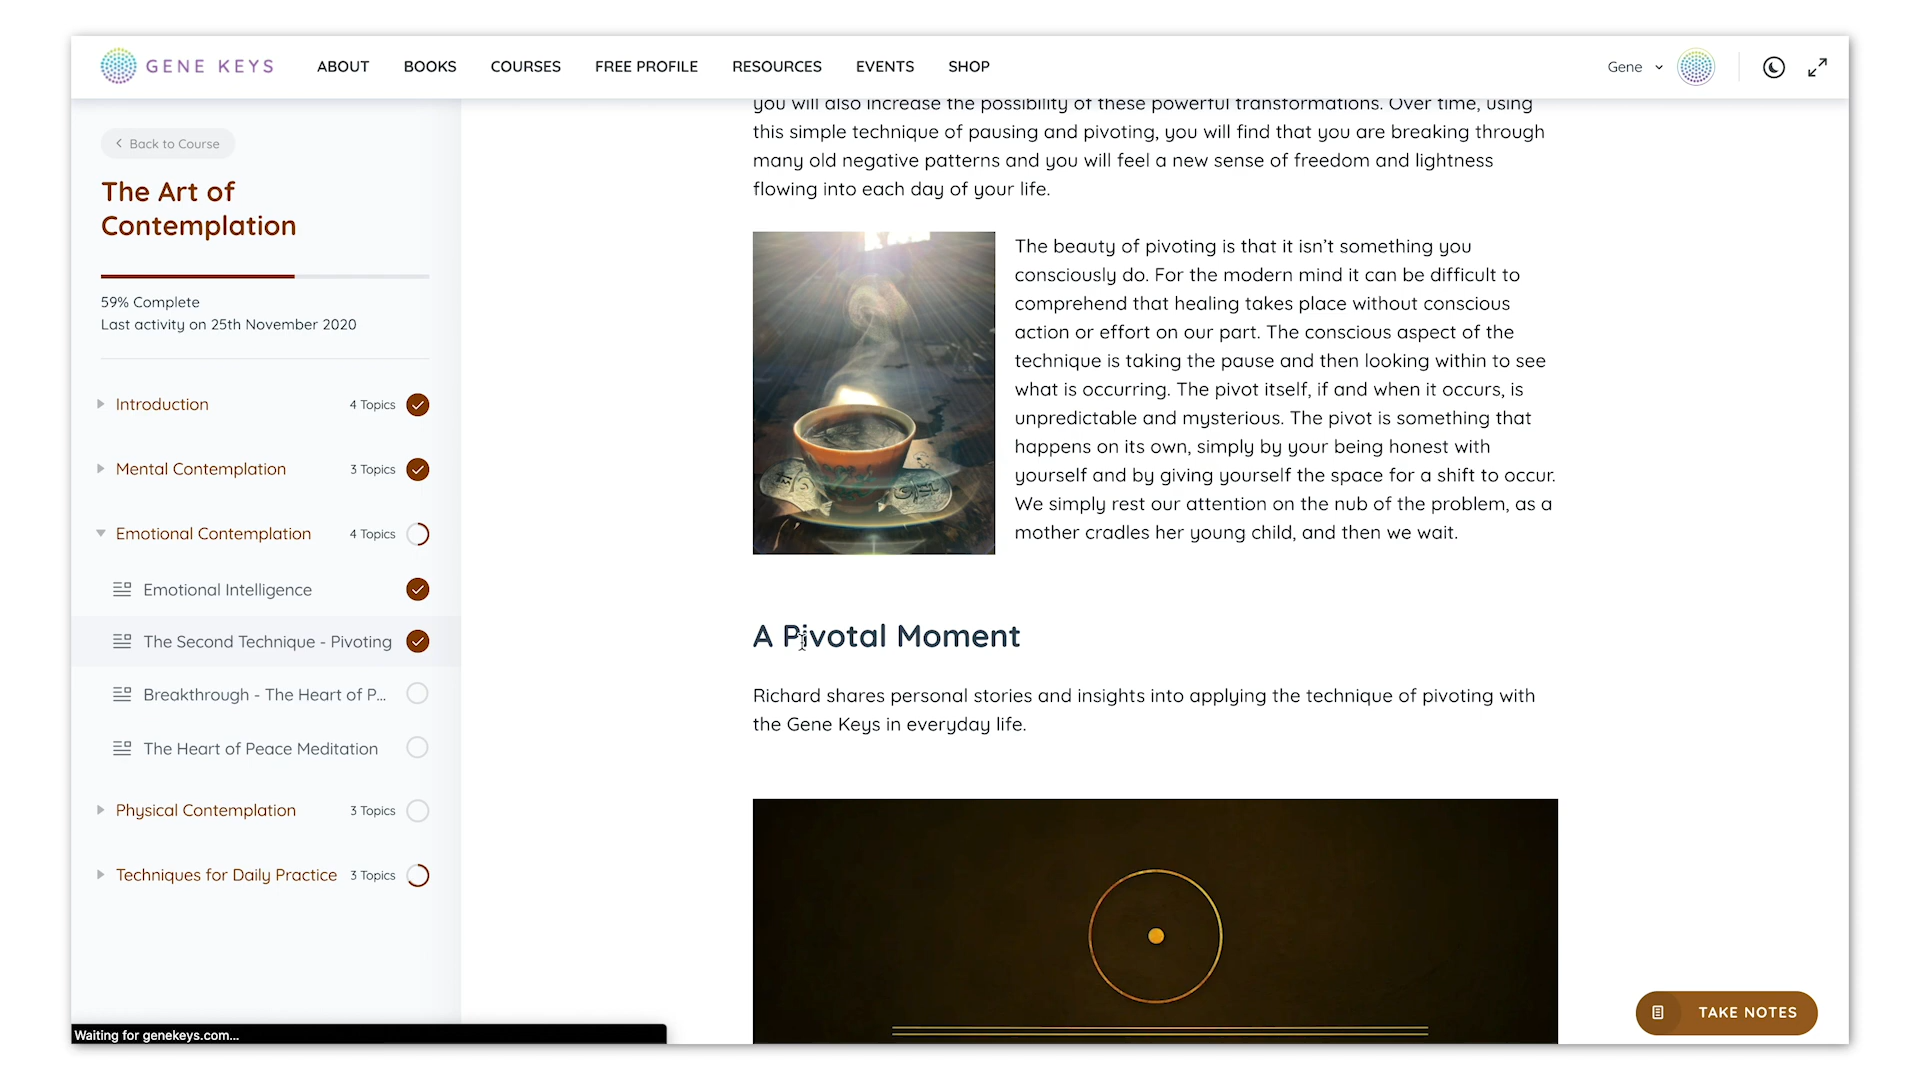 GENE KEYS
ABOUT
BOOKS
COURSES
FREE PROFILE
RESOURCES
EVENTS
SHOP
Gene
Back to Course
The Art of
Contemplation
59% Complete
Last activity on 25th November 2020
Introduction 4 Topics
Mental Contemplation 3 Topics
Emotional Contemplation 4 Topics
Emotional Intelligence
The Second Technique - Pivoting
Breakthrough - The Heart of P...
The Heart of Peace Meditation
Physical Contemplation 3 Topics
Techniques for Daily Practice 3 Topics
Waiting for genekeys.com...
you will also increase the possibility of these powerful transformations. Over time, using
this simple technique of pausing and pivoting, you will find that you are breaking through
many old negative patterns and you will feel a new sense of freedom and lightness
flowing into each day of your life.
The beauty of pivoting is that it isn’t something you
consciously do. For the modern mind it can be difficult to
comprehend that healing takes place without conscious
action or effort on our part. The conscious aspect of the
technique is taking the pause and then looking within to see
what is occurring. The pivot itself, if and when it occurs, is
unpredictable and mysterious. The pivot is something that
happens on its own, simply by your being honest with
yourself and by giving yourself the space for a shift to occur.
We simply rest our attention on the nub of the problem, as a
mother cradles her young child, and then we wait.
A Pivotal Moment
Richard shares personal stories and insights into applying the technique of pivoting with
the Gene Keys in everyday life.
TAKE NOTES